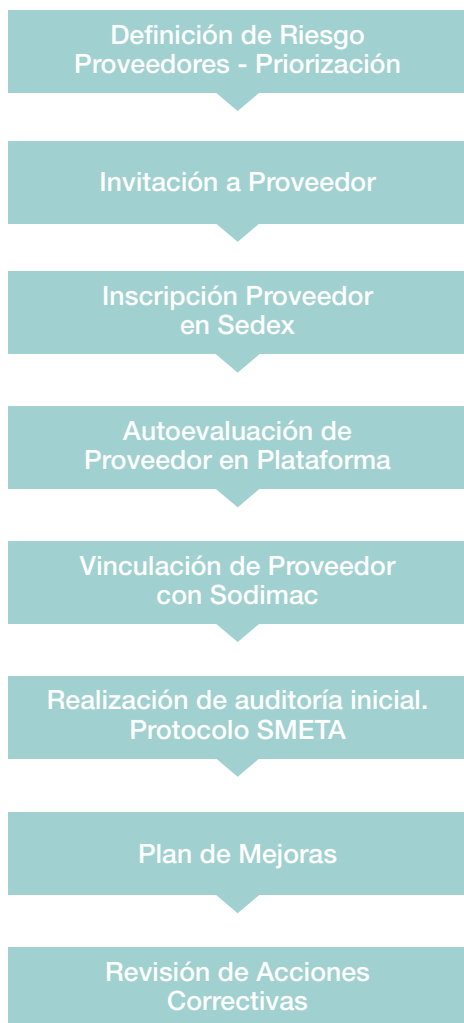 Definición de Riesgo
Proveedores - Priorización
Invitación a Proveedor
Inscripción Proveedor
en Sedex
Autoevaluación de
Proveedor en Plataforma
Vinculación de Proveedor
con Sodimac
Realización de auditoría inicial.
Protocolo SMETA
Plan de Mejoras
Revisión de Acciones
Correctivas